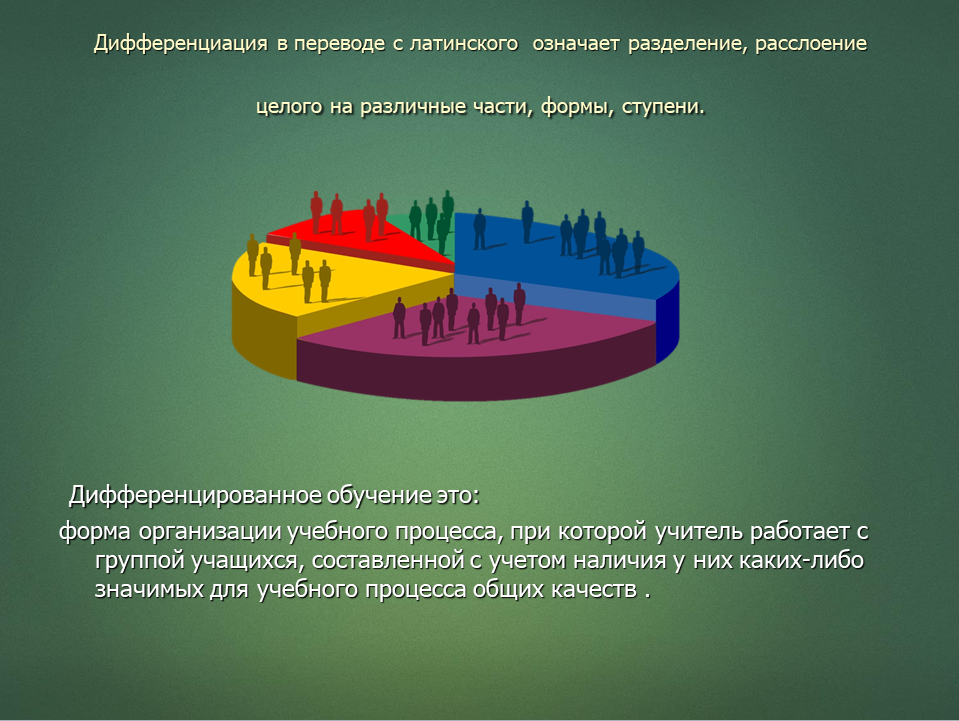 Дифференциация в переводе с латинского означает разделение, расслоение
целого на различные части, формы, ступени.
Дифференцированное обучение это:
форма организации учебного процесса, при которой учитель работает с
группой учащихся, составленной с учетом наличия у них каких-либо
значимых для учебного процесса общих качеств .